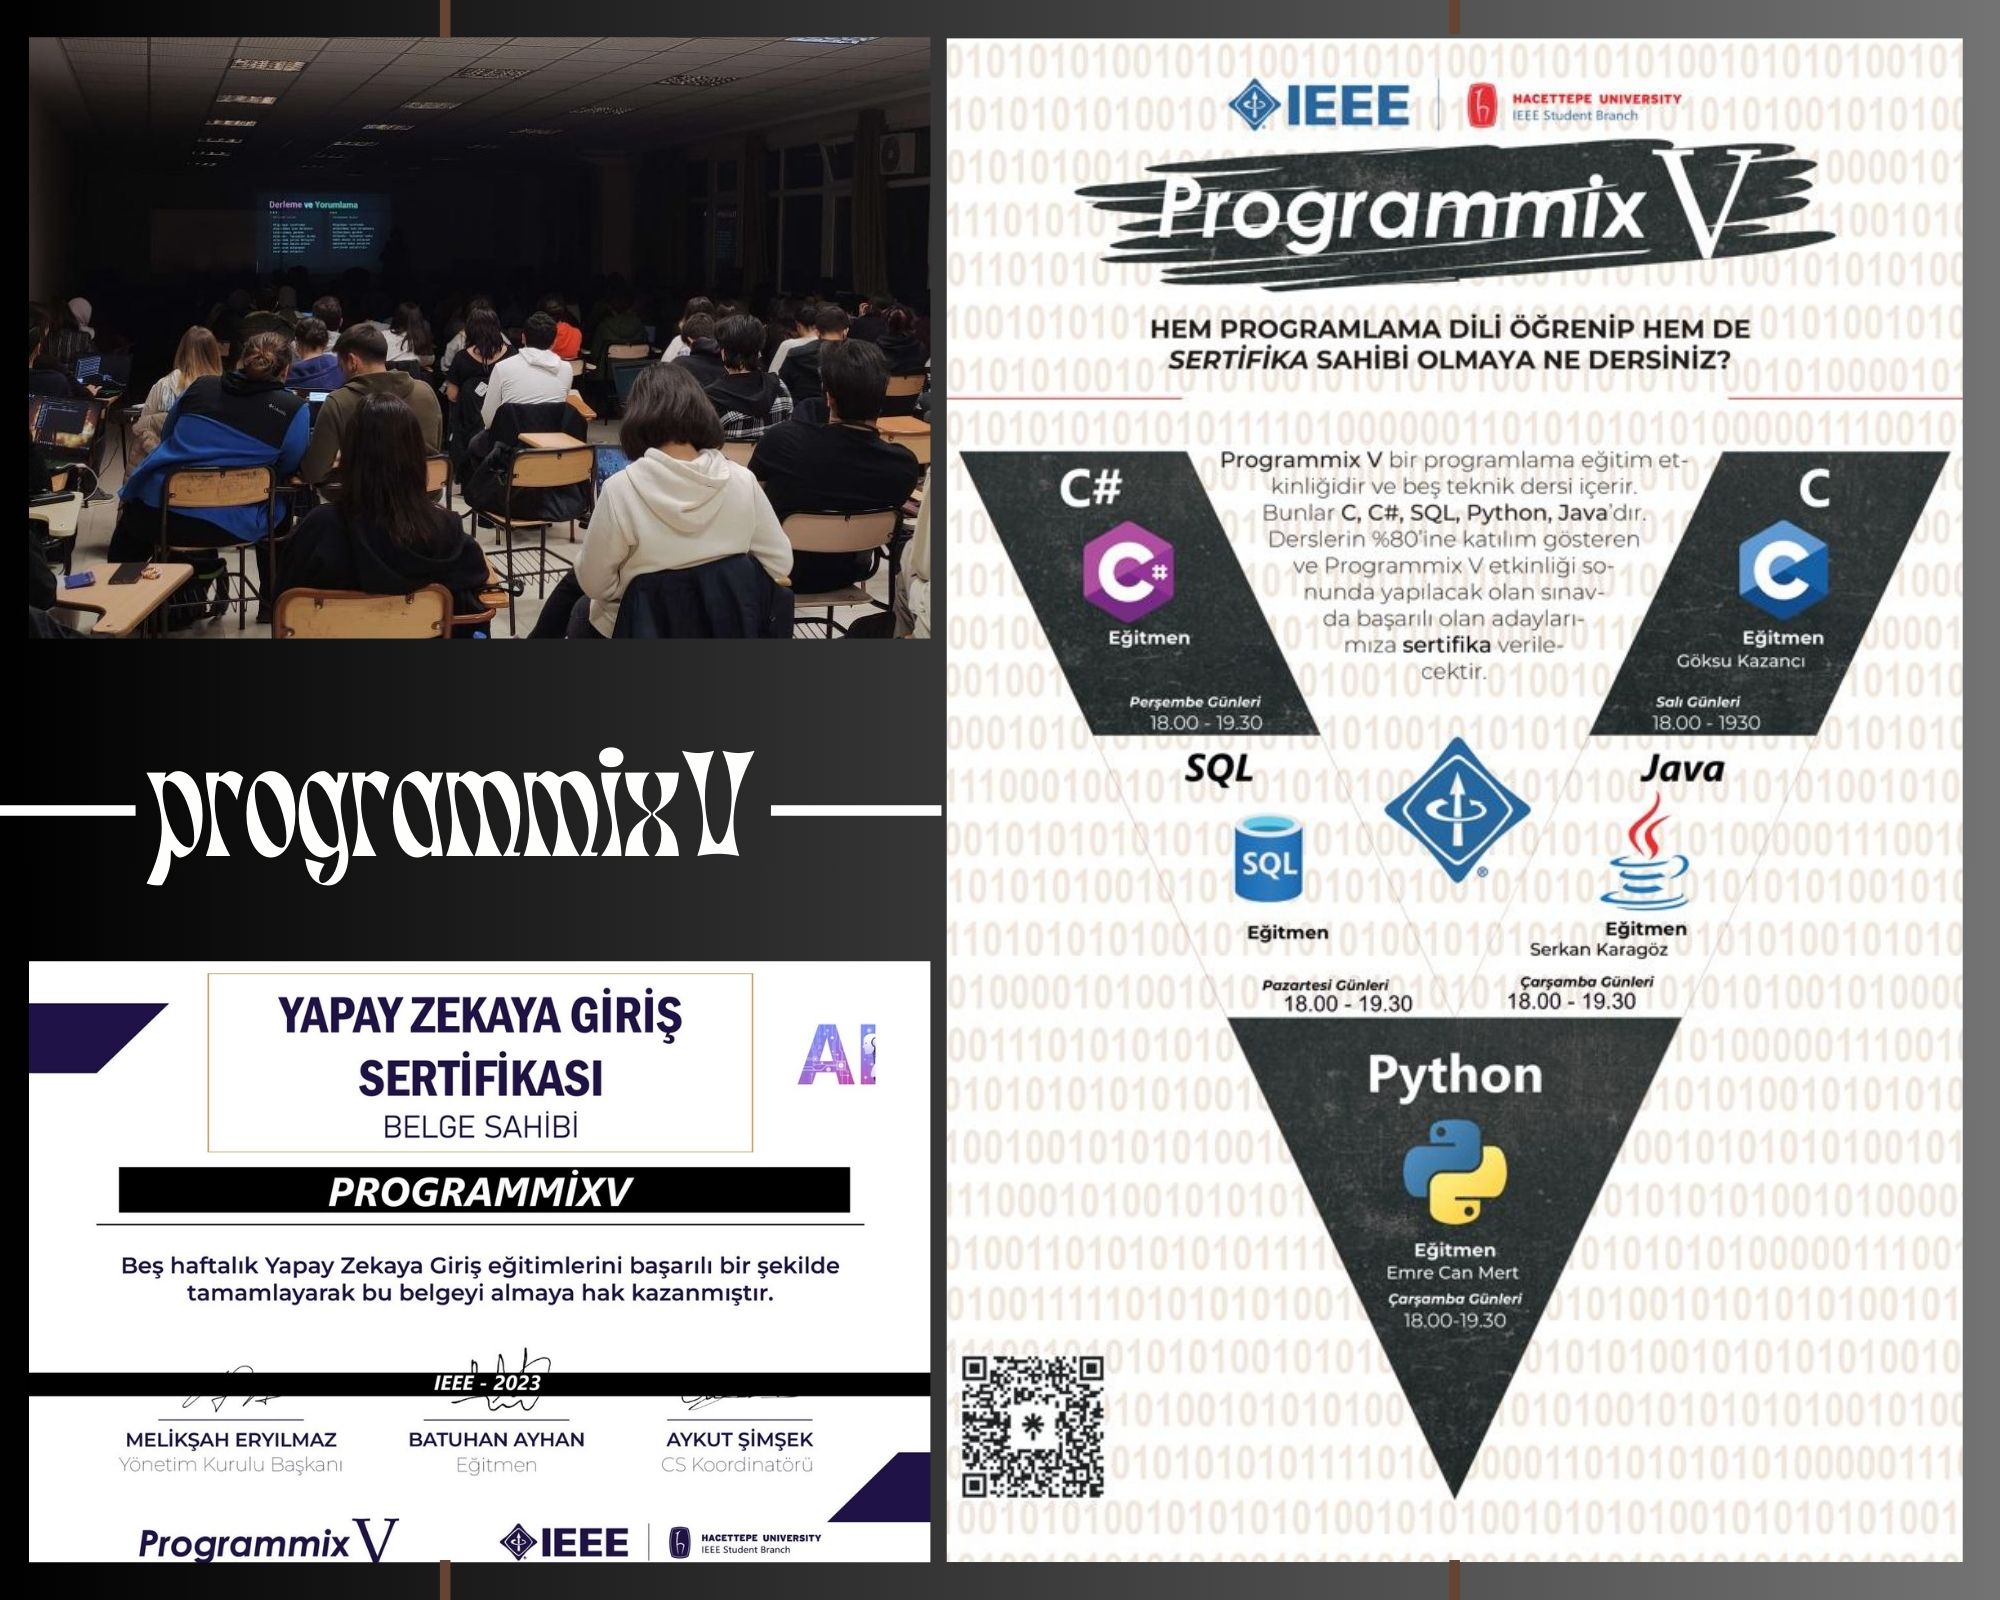 Derleme ve Yorumlama
programmix V
YAPAY ZEKAYA GİRİŞ
SERTİFİKASI
BELGE SAHİBİ
AI
PROGRAMMİXV
Beş haftalık Yapay Zekaya Giriş eğitimlerini başarılı bir şekilde
tamamlayarak bu belgeyi almaya hak kazanmıştır.
IEEE - 2023
MELİKŞAH ERYILMAZ
Yönetim Kurulu Başkanı
BATUHAN AYHAN
Eğitmen
AYKUT ŞİMŞEK
CS Koordinatörü
Programmix V
IEEE
HACETTEPE UNIVERSITY
IEEE Student Branch
IEEE
HACETTEPE UNIVERSITY
IEEE Student Branch
Programmix V
HEM PROGRAMLAMA DİLİ ÖĞRENİP HEM DE
SERTİFİKA SAHİBİ OLMAYA NE DERSİNİZ?
Programmix V bir programlama eğitim et-
kinliğidir ve beş teknik dersi içerir.
Bunlar C, C#, SQL, Python, Java'dır.
Derslerin %80'ine katılım gösteren
ve Programmix V etkinliği so-
nunda yapılacak olan sınav-
da başarılı olan adayları-
mıza sertifika verile-
cektir.
C#
C#
Eğitmen
Perşembe Günleri
18.00 - 19.30
C
C
Eğitmen
Göksu Kazancı
Salı Günleri
18.00 - 1930
SQL
SQL
Eğitmen
Pazartesi Günleri
18.00 - 19.30
Java
Eğitmen
Serkan Karagöz
Çarşamba Günleri
18.00 - 19.30
Python
Eğitmen
Emre Can Mert
Çarşamba Günleri
18.00-19.30